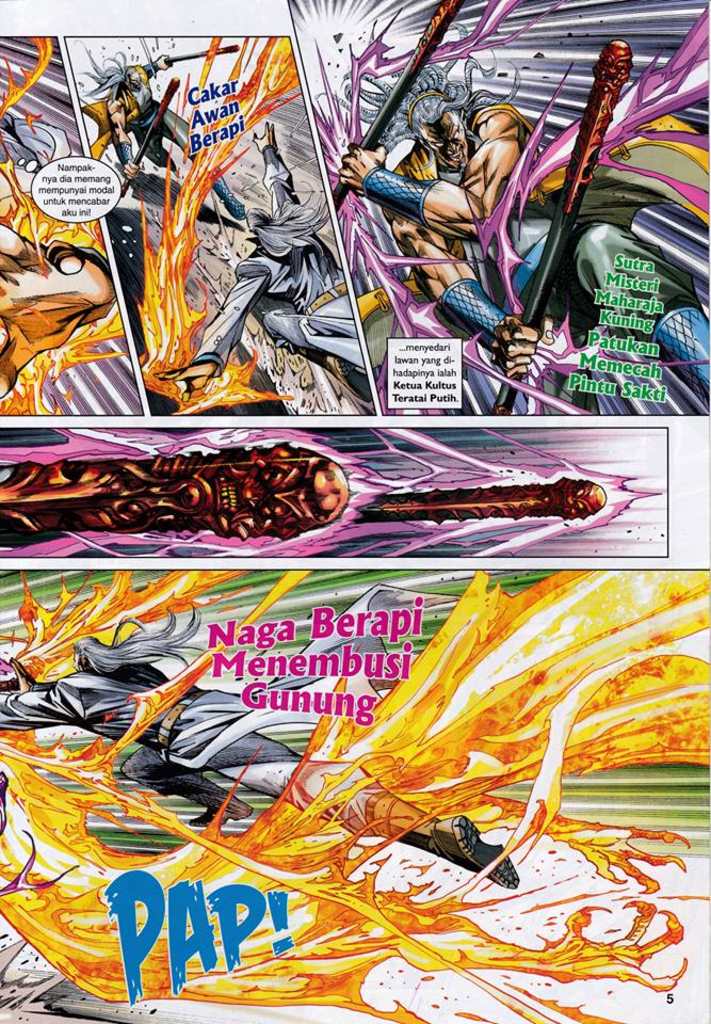 Nampak-
nya dia memang
mempunyai modal
untuk mencabar
aku ini!
Cakar
Awan
Berapi
...menyedari
lawan yang di-
hadapinya ialah
Ketua Kultus
Teratai Putih.
Sutra
Misteri
Maharaja
Kuning
Patukan
Memecah
Pintu Sakti
Naga Berapi
Menembusi
Gunung
PAP!
5